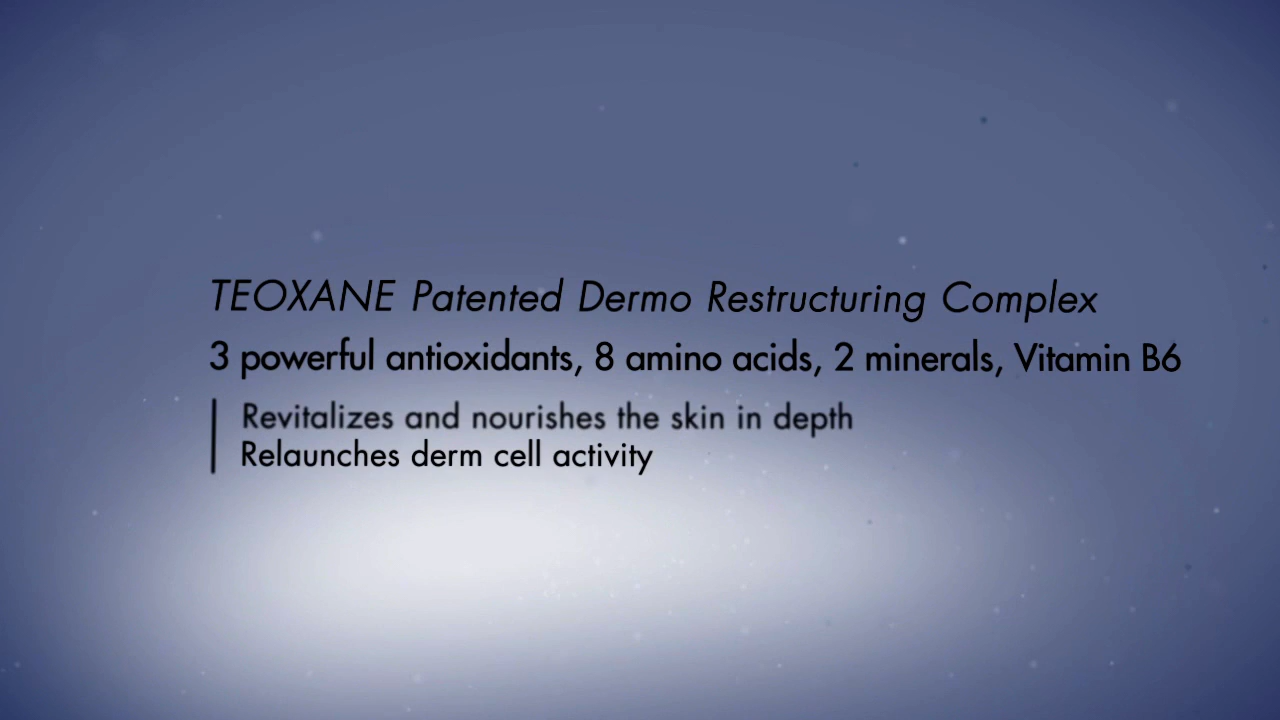 TEOXANE Patented Dermo Restructuring Complex
3 powerful antioxidants, 8 amino acids, 2 minerals, Vitamin B6
Revitalizes and nourishes the skin in depth
Relaunches derm cell activity